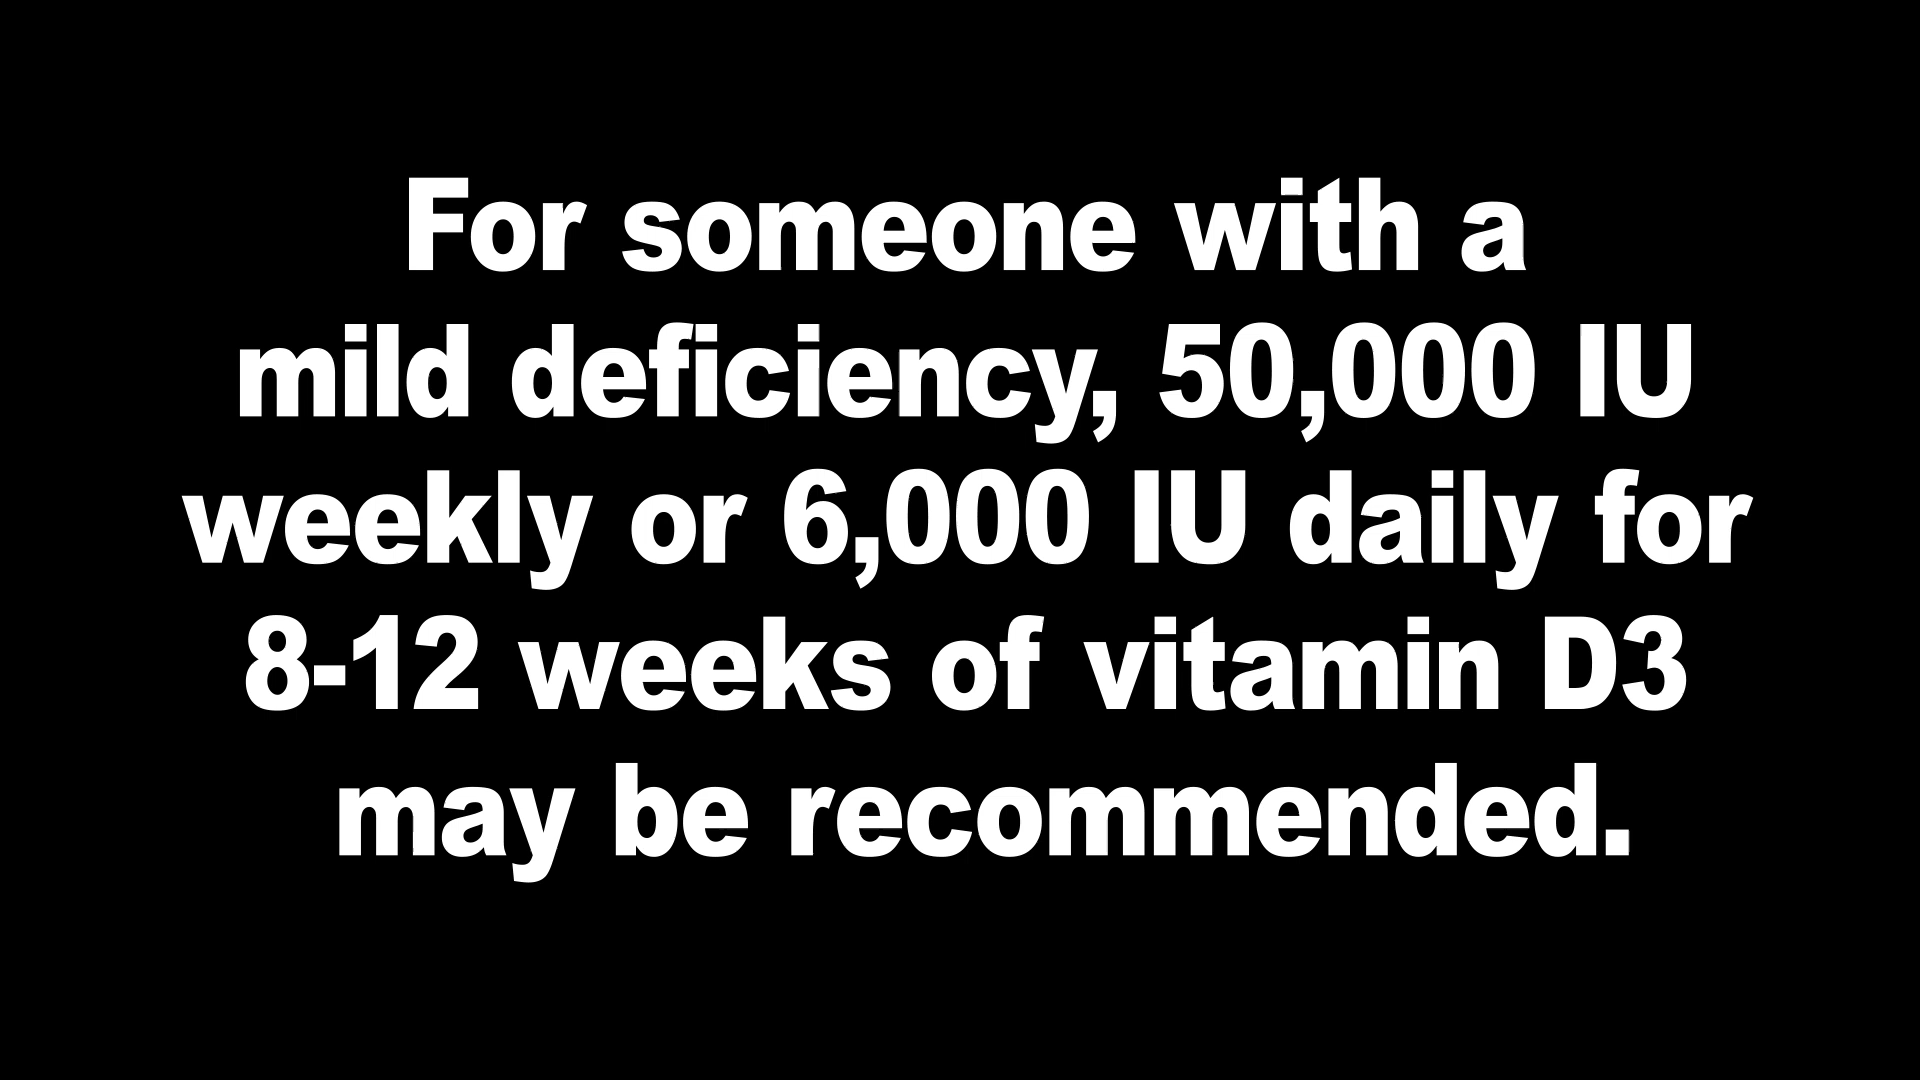 For someone with a
mild deficiency, 50,000 IU
weekly or 6,000 IU daily for
8-12 weeks of vitamin D3
may be recommended.